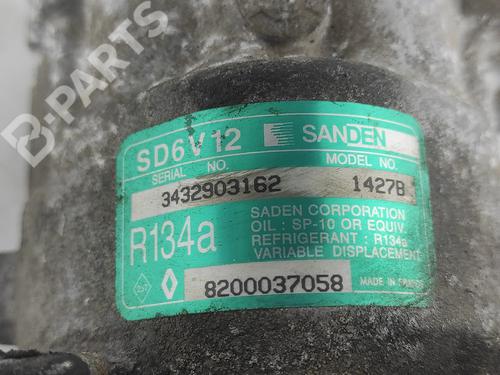 B-PARTS
SD6V12 SANDEN
SERIAL NO. MODEL NO.
3432903162 1427B
R134a
SADEN CORPORATION
OIL : SP-10 OR EQUIV.
REFRIGERANT : R134a
VARIABLE DISPLACEMENT
8200037058
MADE IN